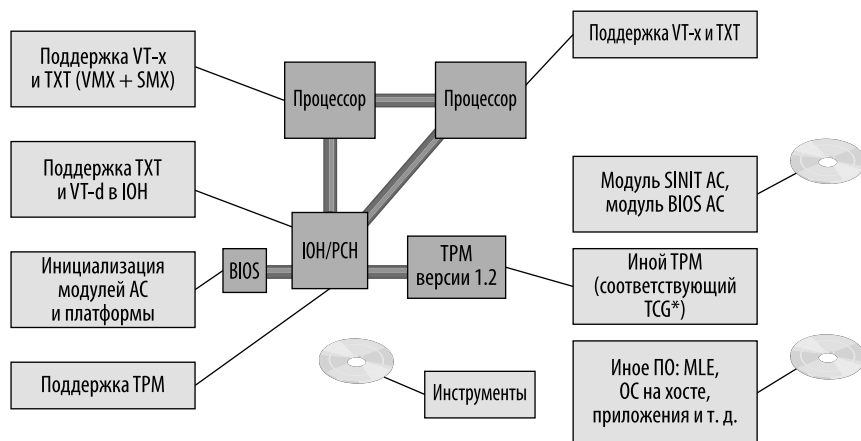 Поддержка VT-x
и TXT (VMX + SMX)
Процессор
Процессор
Поддержка VT-x и TXT
Поддержка TXT
и VT-d в IOH
Модуль SINIT AC,
модуль BIOS AC
Инициализация
модулей AC
и платформы
BIOS
IOH/PCH
TPM
версии 1.2
Иной TPM
(соответствующий
TCG*)
Поддержка TPM
Инструменты
Иное ПО: MLE,
ОС на хосте,
приложения и т. д.